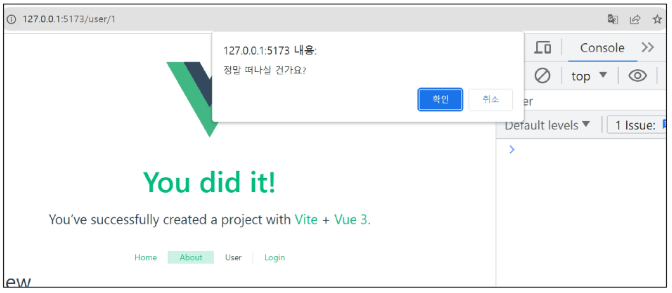 127.0.0.1:5173/user/1
127.0.0.1:5173 내용:
정말 떠나실 건가요?
확인 취소
Console
top
Default levels 1 Issue:
You did it!
You've successfully created a project with Vite + Vue 3.
Home About User Login